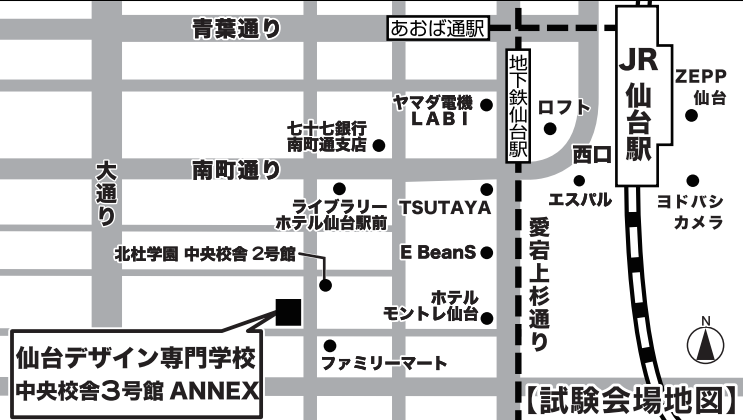 青葉通り
あおば通駅
地下鉄仙台駅
JR
仙台駅
ZEPP
仙台
ヤマダ電機
LABI
ロフト
七十七銀行
南町通支店
西口
大通り
南町通り
エスパル
ヨドバシ
カメラ
ライブラリー
ホテル仙台駅前
TSUTAYA
愛宕上杉通り
北杜学園 中央校舎 2号館
E BeanS
ホテル
モントレ仙台
N
仙台デザイン専門学校
中央校舎3号館 ANNEX
ファミリーマート
【試験会場地図】